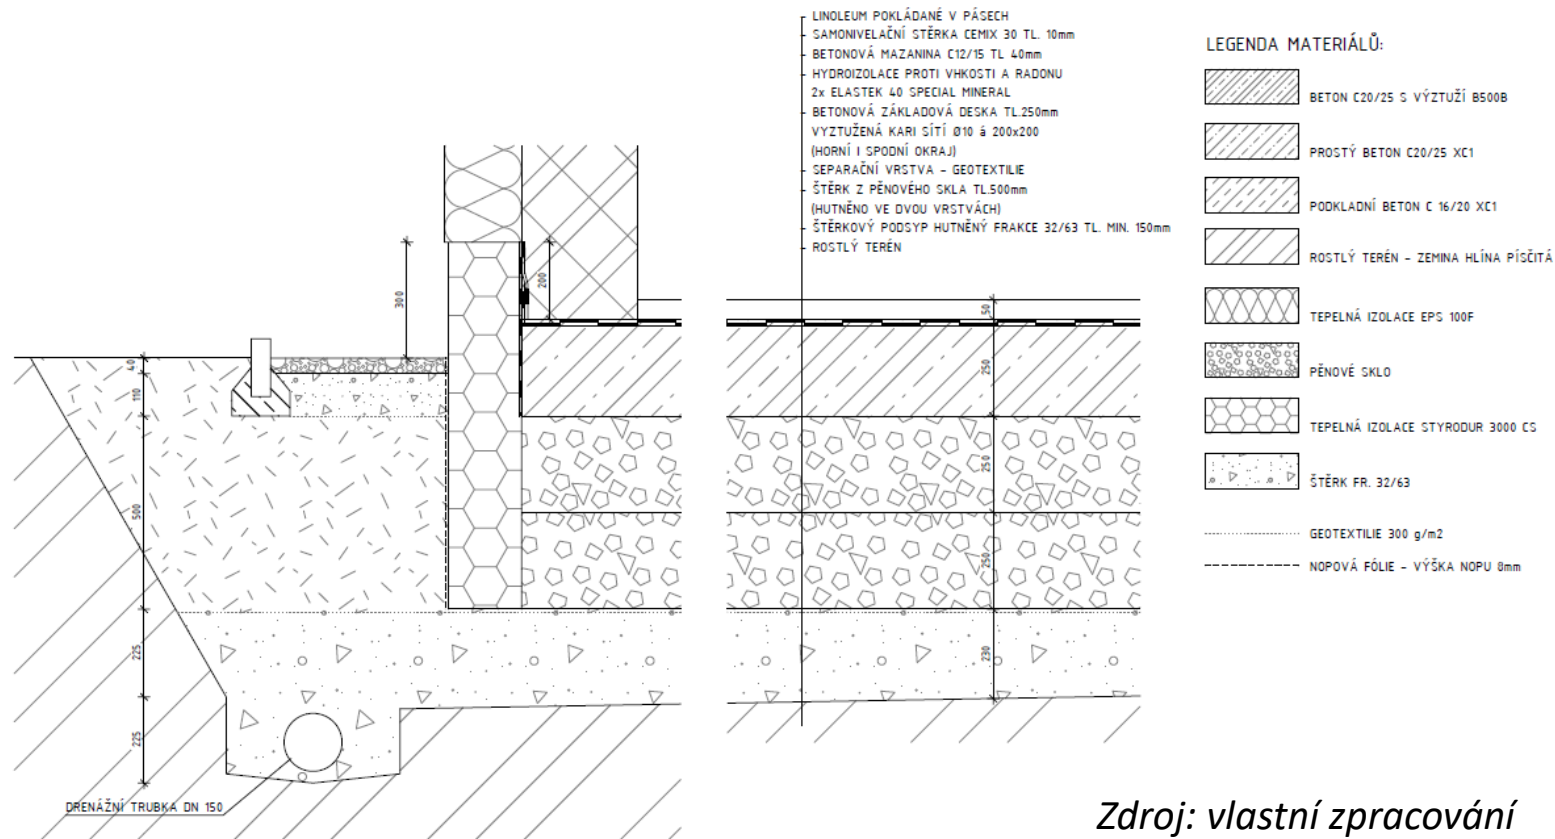 LINOLEUM POKLÁDANÉ V PÁSECH
SAMONIVELAČNÍ STĚRKA CEMIX 30 TL. 10mm
BETONOVÁ MAZANINA C12/15 TL 40mm
HYDROIZOLACE PROTI VHKOSTI A RADONU
2x ELASTEK 40 SPECIAL MINERAL
BETONOVÁ ZÁKLADOVÁ DESKA TL.250mm
VYZTUŽENÁ KARI SÍTÍ Ø10 á 200x200
(HORNÍ I SPODNÍ OKRAJ)
SEPARAČNÍ VRSTVA - GEOTEXTILIE
ŠTĚRK Z PĚNOVÉHO SKLA TL.500mm
(HUTNĚNO VE DVOU VRSTVÁCH)
ŠTĚRKOVÝ PODSYP HUTNĚNÝ FRAKCE 32/63 TL. MIN. 150mm
ROSTLÝ TERÉN
300
200
40
110
500
225
225
50
250
250
250
230
DRENÁŽNÍ TRUBKA DN 150
LEGENDA MATERIÁLŮ:
BETON C20/25 S VÝZTUŽÍ B500B
PROSTÝ BETON C20/25 XC1
PODKLADNÍ BETON C 16/20 XC1
ROSTLÝ TERÉN - ZEMINA HLÍNA PÍSČITÁ
TEPELNÁ IZOLACE EPS 100F
PĚNOVÉ SKLO
TEPELNÁ IZOLACE STYRODUR 3000 CS
ŠTĚRK FR. 32/63
GEOTEXTILIE 300 g/m2
NOPOVÁ FÓLIE - VÝŠKA NOPU 8mm
Zdroj: vlastní zpracování